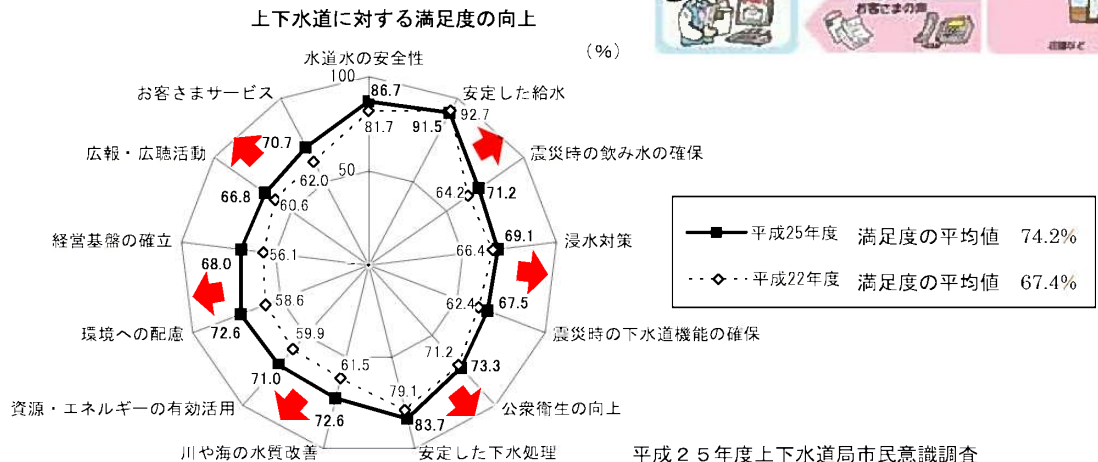 上下水道に対する満足度の向上
お客さまの声
(％)
水道水の安全性
100
お客さまサービス
86.7
安定した給水
92.7
81.7
91.5
70.7
広報・広聴活動
震災時の飲み水の確保
50
62.0
64.2
71.2
66.8
60.6
経営基盤の確立
浸水対策
69.1
66.4
56.1
68.0
平成25年度 満足度の平均値 74.2%
平成22年度 満足度の平均値 67.4%
58.6
62.4
67.5
環境への配慮
震災時の下水道機能の確保
72.6
59.9
71.2
73.3
71.0
61.5
79.1
資源・エネルギーの有効活用
公衆衛生の向上
72.6
83.7
川や海の水質改善
安定した下水処理
平成２５年度上下水道局市民意識調査